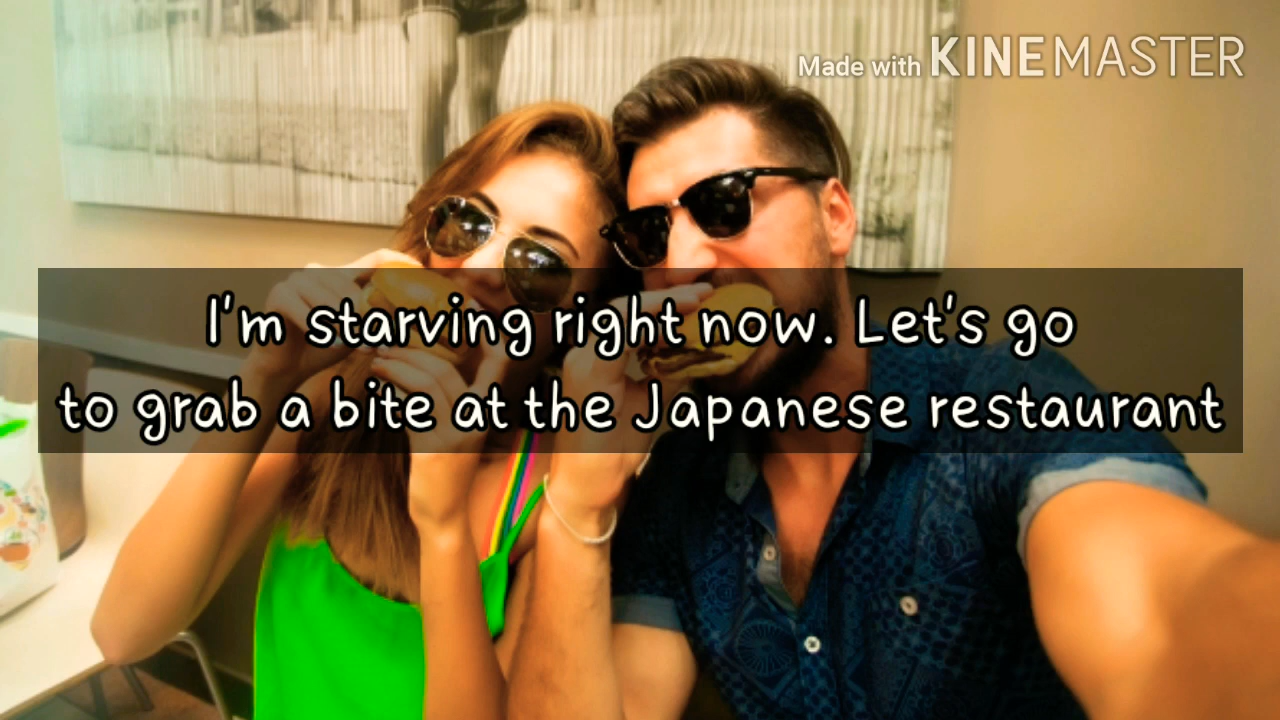 Made with KINEMASTER
I'm starving right now. Let's go
to grab a bite at the Japanese restaurant